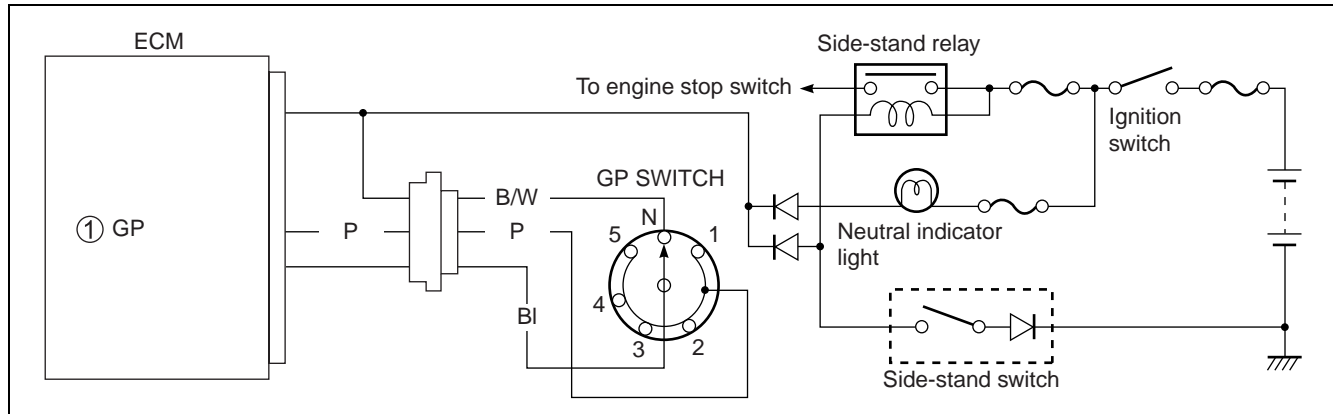 ECM
Side-stand relay
To engine stop switch
Ignition
switch
GP SWITCH
B/W
N
1
① GP
P
P
5
Neutral indicator
light
4
Bl
3
2
Side-stand switch